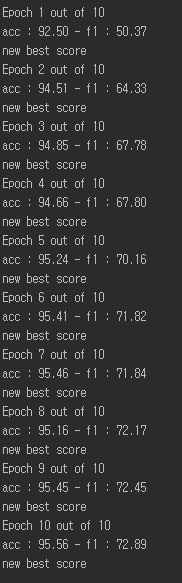 Epoch 1 out of 10
acc : 92.50 - f1 : 50.37
new best score
Epoch 2 out of 10
acc : 94.51 - f1 : 64.33
new best score
Epoch 3 out of 10
acc : 94.85 - f1 : 67.78
new best score
Epoch 4 out of 10
acc : 94.66 - f1 : 67.80
new best score
Epoch 5 out of 10
acc : 95.24 - f1 : 70.16
new best score
Epoch 6 out of 10
acc : 95.41 - f1 : 71.82
new best score
Epoch 7 out of 10
acc : 95.46 - f1 : 71.84
new best score
Epoch 8 out of 10
acc : 95.16 - f1 : 72.17
new best score
Epoch 9 out of 10
acc : 95.45 - f1 : 72.45
new best score
Epoch 10 out of 10
acc : 95.56 - f1 : 72.89
new best score